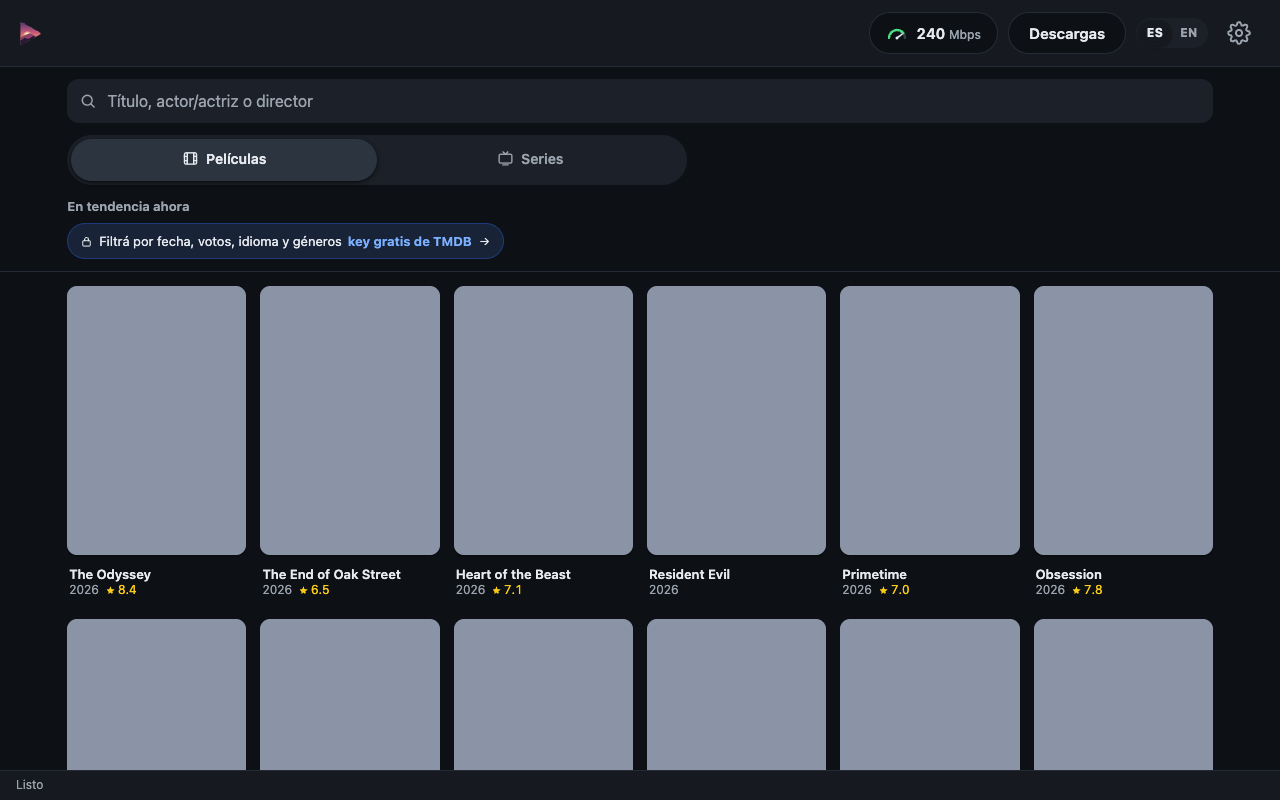 240 Mbps
Descargas
ES EN
Título, actor/actriz o director
Películas
Series
En tendencia ahora
Filtrá por fecha, votos, idioma y géneros key gratis de TMDB →
The Odyssey
2026 ★ 8.4
The End of Oak Street
2026 ★ 6.5
Heart of the Beast
2026 ★ 7.1
Resident Evil
2026
Primetime
2026 ★ 7.0
Obsession
2026 ★ 7.8
Listo